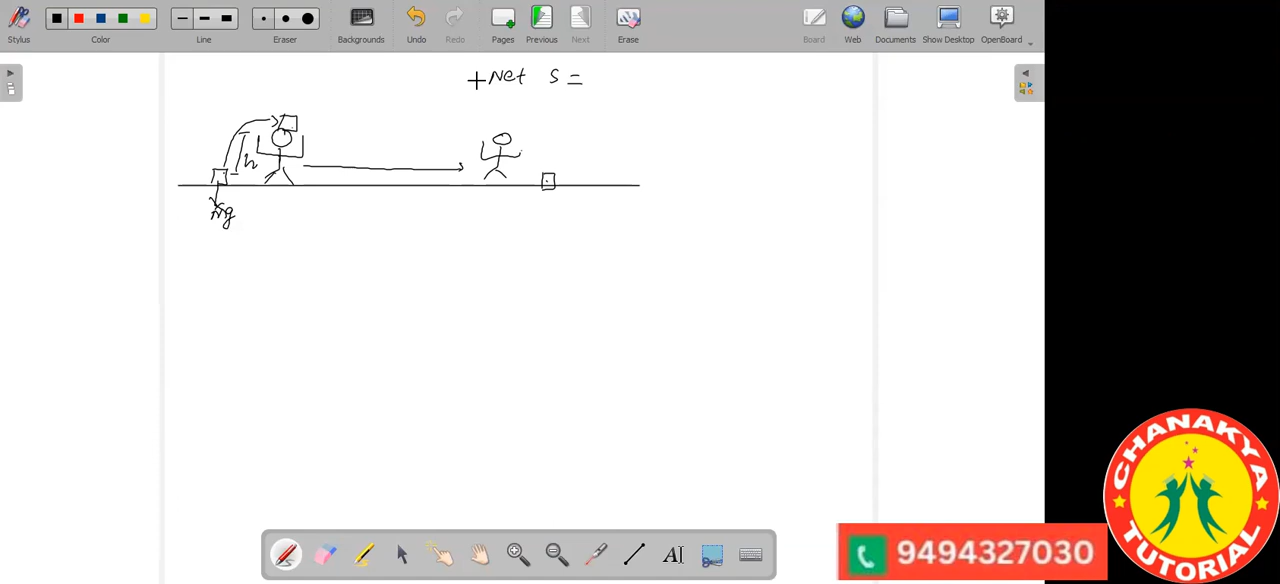 Stylus
Color
Line
Eraser
Backgrounds
Undo
Redo
Pages
Previous
Next
Erase
Board
Web
Documents
Show Desktop
OpenBoard
+Net S =
h
mg
CHANAKYA
TUTORIAL
9494327030